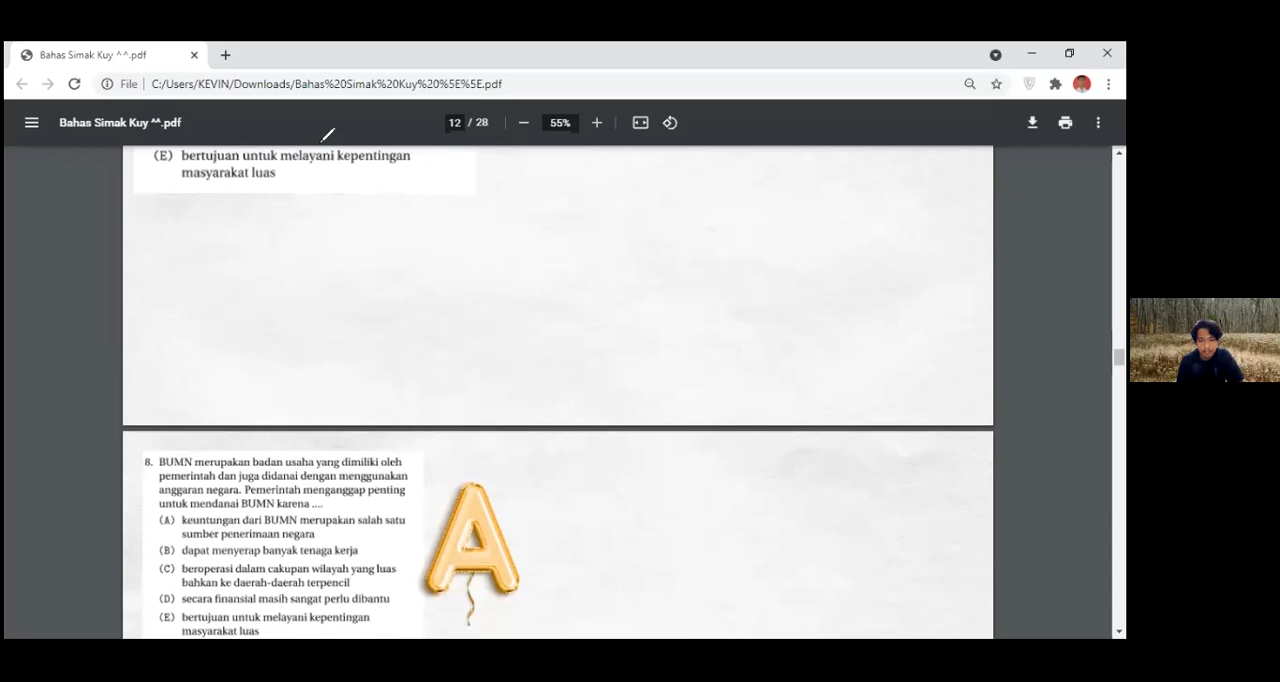 Bahas Simak Kuy ^^.pdf
File
C:/Users/KEVIN/Downloads/Bahas%20Simak%20Kuy%20%5E%5E.pdf
Bahas Simak Kuy ^^.pdf
12 / 28
55%
(E) bertujuan untuk melayani kepentingan
masyarakat luas
8. BUMN merupakan badan usaha yang dimiliki oleh
pemerintah dan juga didanai dengan menggunakan
anggaran negara. Pemerintah menganggap penting
untuk mendanai BUMN karena ....
(A) keuntungan dari BUMN merupakan salah satu
sumber penerimaan negara
(B) dapat menyerap banyak tenaga kerja
(C) beroperasi dalam cakupan wilayah yang luas
bahkan ke daerah-daerah terpencil
(D) secara finansial masih sangat perlu dibantu
(E) bertujuan untuk melayani kepentingan
masyarakat luas
A